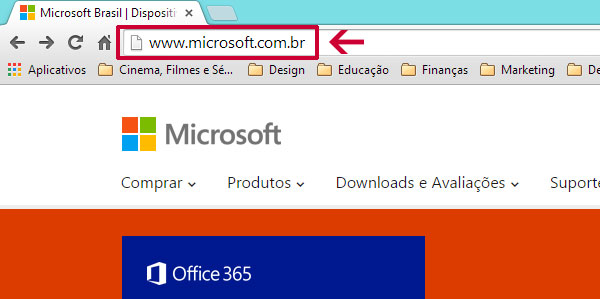 Microsoft Brasil | Dispositi
www.microsoft.com.br
Aplicativos Cinema, Filmes e Sé... Design Educação Finanças Marketing De
Microsoft
Comprar Produtos Downloads e Avaliações Suporte
Office 365